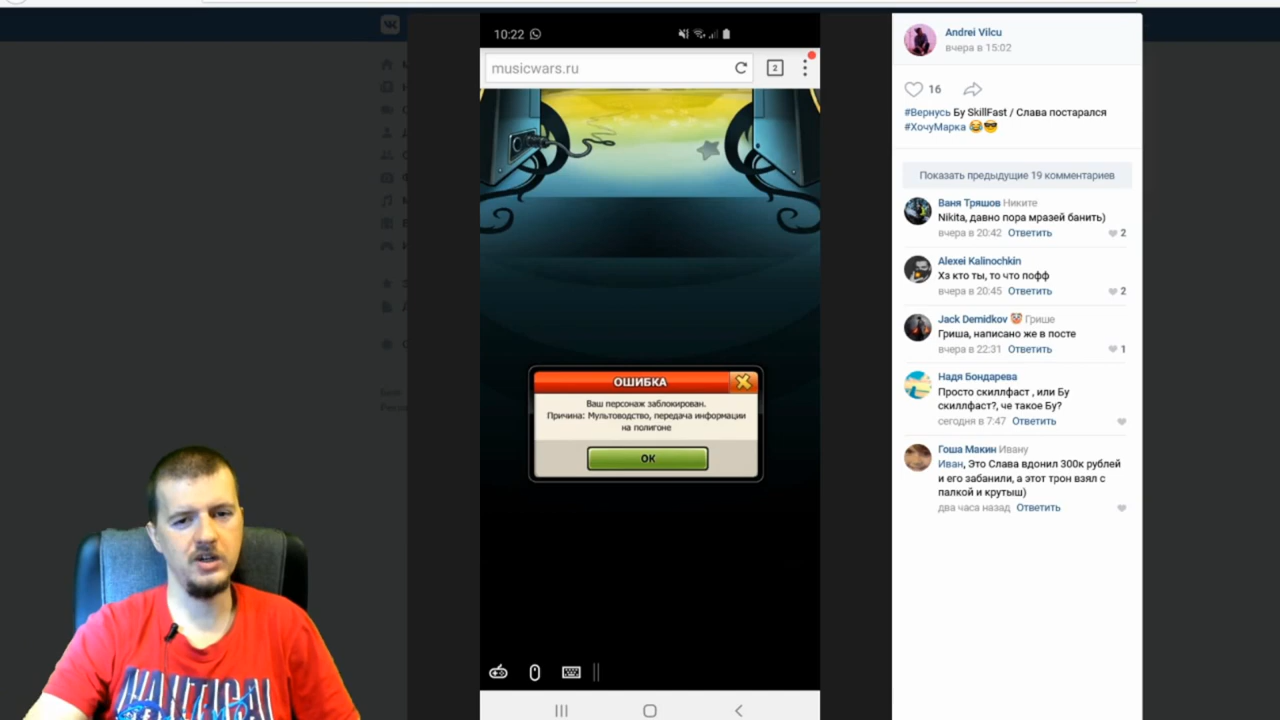 10:22
musicwars.ru
2
ОШИБКА
Ваш персонаж заблокирован.
Причина: Мультоводство, передача информации
на полигоне
ОК
Andrei Vilcu
вчера в 15:02
16
#Вернусь Бу SkillFast / Слава постарался
#ХочуМарка
Показать предыдущие 19 комментариев
Ваня Тряшов Никите
Nikita, давно пора мразей банить)
вчера в 20:42 Ответить 2
Alexei Kalinochkin
Хз кто ты, то что пофф
вчера в 20:45 Ответить 2
Jack Demidkov Грише
Гриша, написано же в посте
вчера в 22:31 Ответить 1
Надя Бондарева
Просто скиллфаст , или Бу
скиллфаст?, че такое Бу?
сегодня в 7:47 Ответить
Гоша Макин Ивану
Иван, Это Слава вдонил 300к рублей
и его забанили, а этот трон взял с
палкой и крутыш)
два часа назад Ответить
NAUTICAL